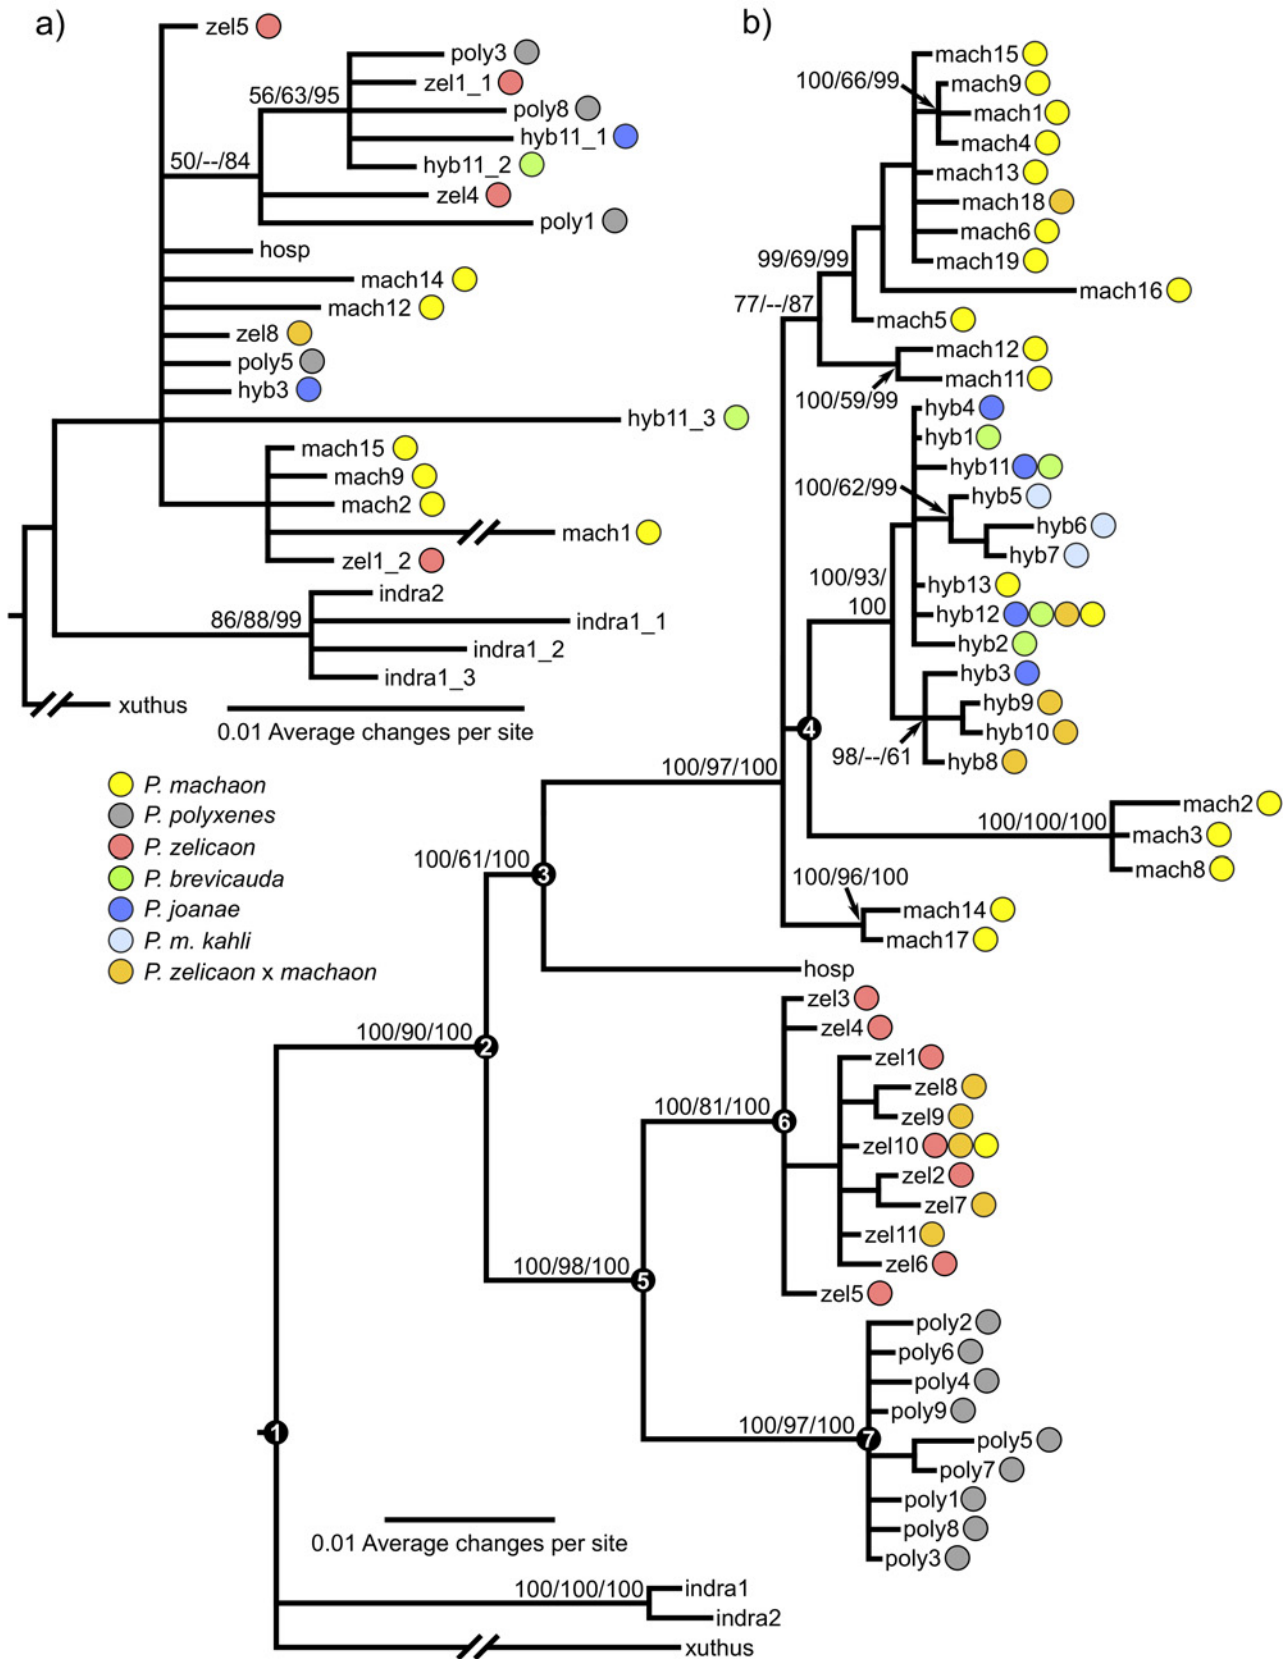 a)
zel5
poly3
zel1_1
56/63/95
poly8
hyb11_1
hyb11_2
50/--/84
zel4
poly1
hosp
mach14
mach12
zel8
poly5
hyb3
hyb11_3
mach15
mach9
mach2
mach1
zel1_2
indra2
86/88/99
indra1_1
indra1_2
indra1_3
xuthus
0.01 Average changes per site
P. machaon
P. polyxenes
P. zelicaon
P. brevicauda
P. joanae
P. m. kahli
P. zelicaon x machaon
b)
mach15
100/66/99
mach9
mach1
mach4
mach13
mach18
mach6
mach19
99/69/99
mach16
77/--/87
mach5
mach12
mach11
100/59/99
hyb4
hyb1
hyb11
100/62/99
hyb5
hyb6
hyb7
100/93/
100
hyb13
hyb12
hyb2
hyb3
hyb9
hyb10
98/--/61
hyb8
4
100/97/100
mach2
100/100/100
mach3
mach8
100/61/100
3
100/96/100
mach14
mach17
hosp
zel3
zel4
100/90/100
2
zel1
zel8
zel9
100/81/100
6
zel10
zel2
zel7
zel11
zel6
100/98/100
5
zel5
poly2
poly6
poly4
poly9
100/97/100
7
1
poly5
poly7
poly1
poly8
poly3
0.01 Average changes per site
100/100/100
indra1
indra2
xuthus